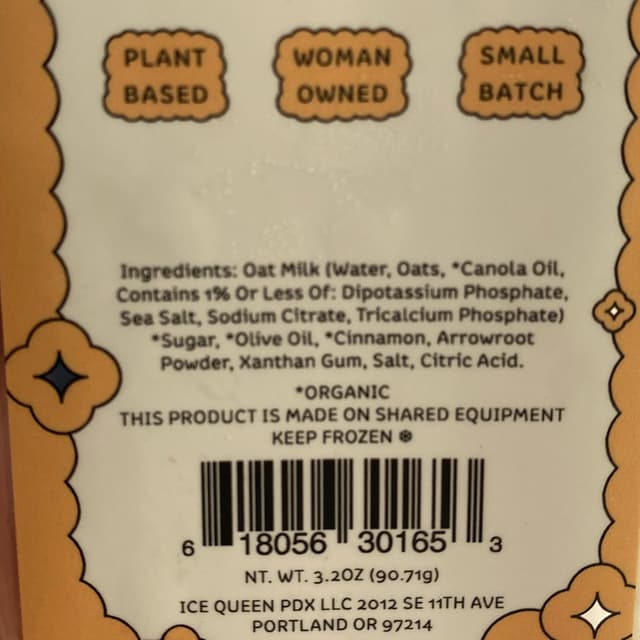 PLANT BASED
WOMAN OWNED
SMALL BATCH
Ingredients: Oat Milk (Water, Oats, *Canola Oil,
Contains 1% Or Less Of: Dipotassium Phosphate,
Sea Salt, Sodium Citrate, Tricalcium Phosphate)
*Sugar, *Olive Oil, *Cinnamon, Arrowroot
Powder, Xanthan Gum, Salt, Citric Acid.
*ORGANIC
THIS PRODUCT IS MADE ON SHARED EQUIPMENT
KEEP FROZEN ❄
6 18056 30165 3
NT. WT. 3.2OZ (90.71g)
ICE QUEEN PDX LLC 2012 SE 11TH AVE
PORTLAND OR 97214